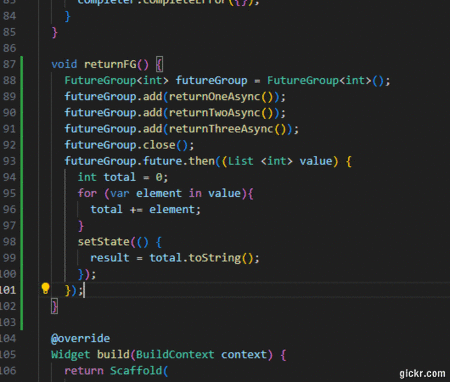 83 completer.completeError({});
84 }
85 }
86
87 void returnFG() {
88 FutureGroup<int> futureGroup = FutureGroup<int>();
89 futureGroup.add(returnOneAsync());
90 futureGroup.add(returnTwoAsync());
91 futureGroup.add(returnThreeAsync());
92 futureGroup.close();
93 futureGroup.future.then((List <int> value) {
94 int total = 0;
95 for (var element in value){
96 total += element;
97 }
98 setState(() {
99 result = total.toString();
100 });
101 });
102 }
103
104 @override
105 Widget build(BuildContext context) {
106 return Scaffold(
gickr.com